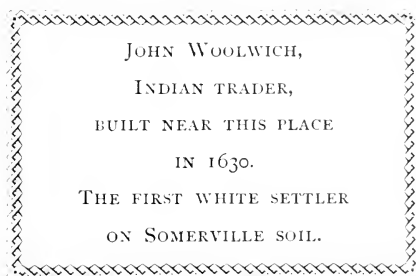 John Woolwich,
Indian trader,
built near this place
in 1630.
The first white settler
on Somerville soil.